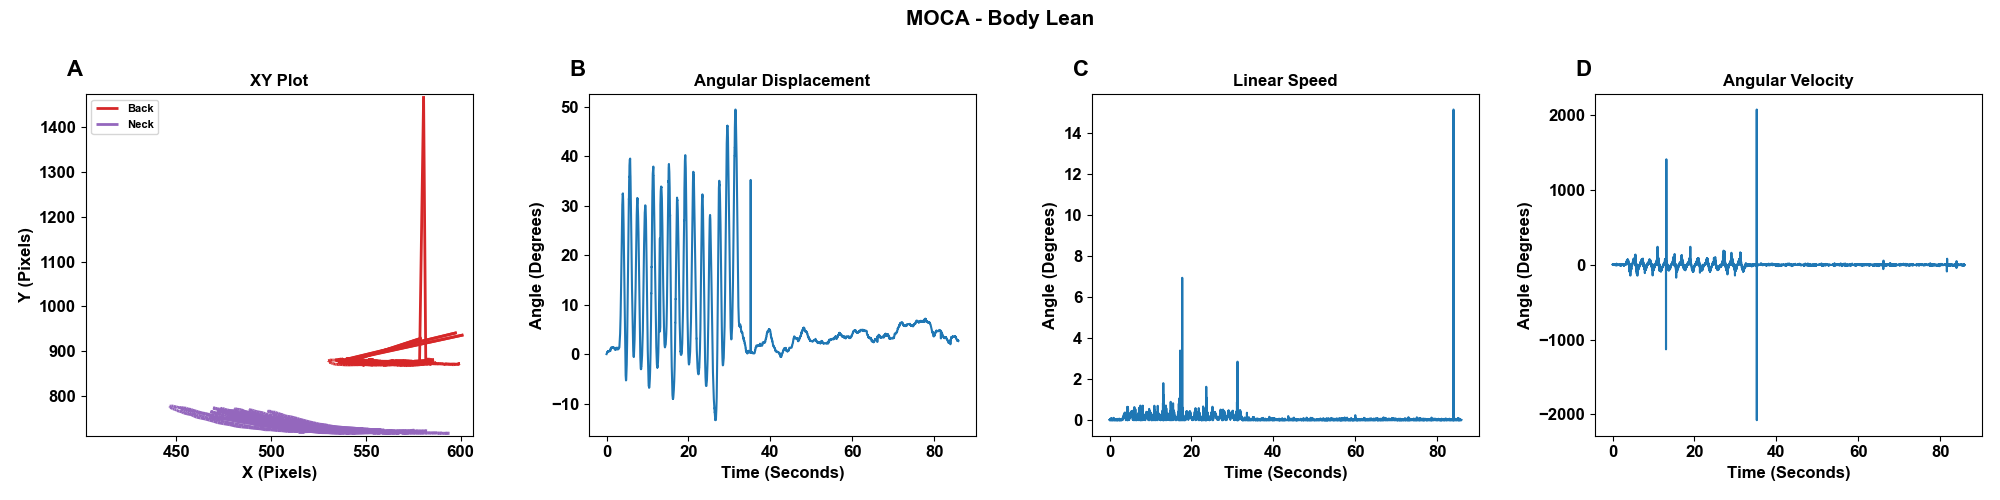 MOCA - Body Lean
A
XY Plot
Back
Neck
1400
1300
1200
1100
1000
900
800
Y (Pixels)
450 500 550 600
X (Pixels)
B
Angular Displacement
50
40
30
20
10
0
−10
Angle (Degrees)
0 20 40 60 80
Time (Seconds)
C
Linear Speed
14
12
10
8
6
4
2
0
Angle (Degrees)
0 20 40 60 80
Time (Seconds)
D
Angular Velocity
2000
1000
0
−1000
−2000
Angle (Degrees)
0 20 40 60 80
Time (Seconds)